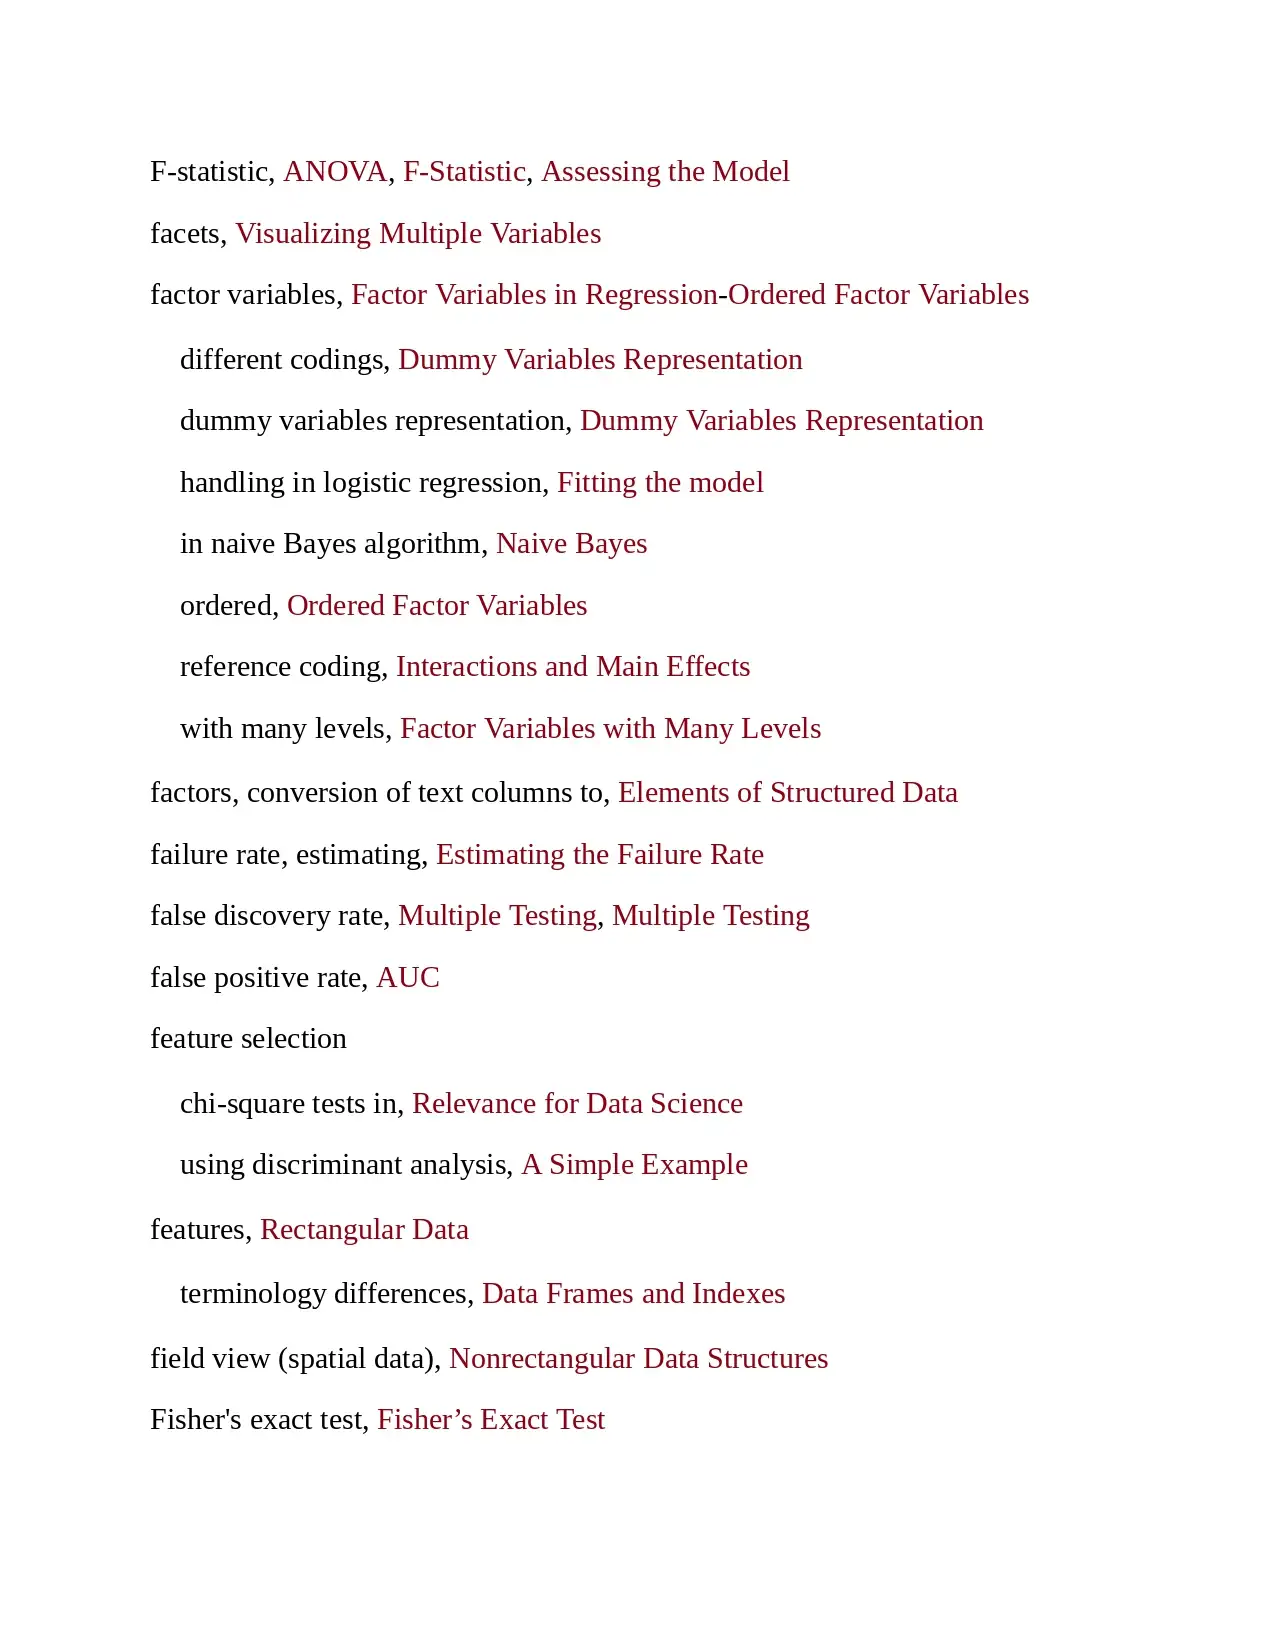 F-statistic, ANOVA, F-Statistic, Assessing the Model
facets, Visualizing Multiple Variables
factor variables, Factor Variables in Regression-Ordered Factor Variables
different codings, Dummy Variables Representation
dummy variables representation, Dummy Variables Representation
handling in logistic regression, Fitting the model
in naive Bayes algorithm, Naive Bayes
ordered, Ordered Factor Variables
reference coding, Interactions and Main Effects
with many levels, Factor Variables with Many Levels
factors, conversion of text columns to, Elements of Structured Data
failure rate, estimating, Estimating the Failure Rate
false discovery rate, Multiple Testing, Multiple Testing
false positive rate, AUC
feature selection
chi-square tests in, Relevance for Data Science
using discriminant analysis, A Simple Example
features, Rectangular Data
terminology differences, Data Frames and Indexes
field view (spatial data), Nonrectangular Data Structures
Fisher's exact test, Fisher’s Exact Test